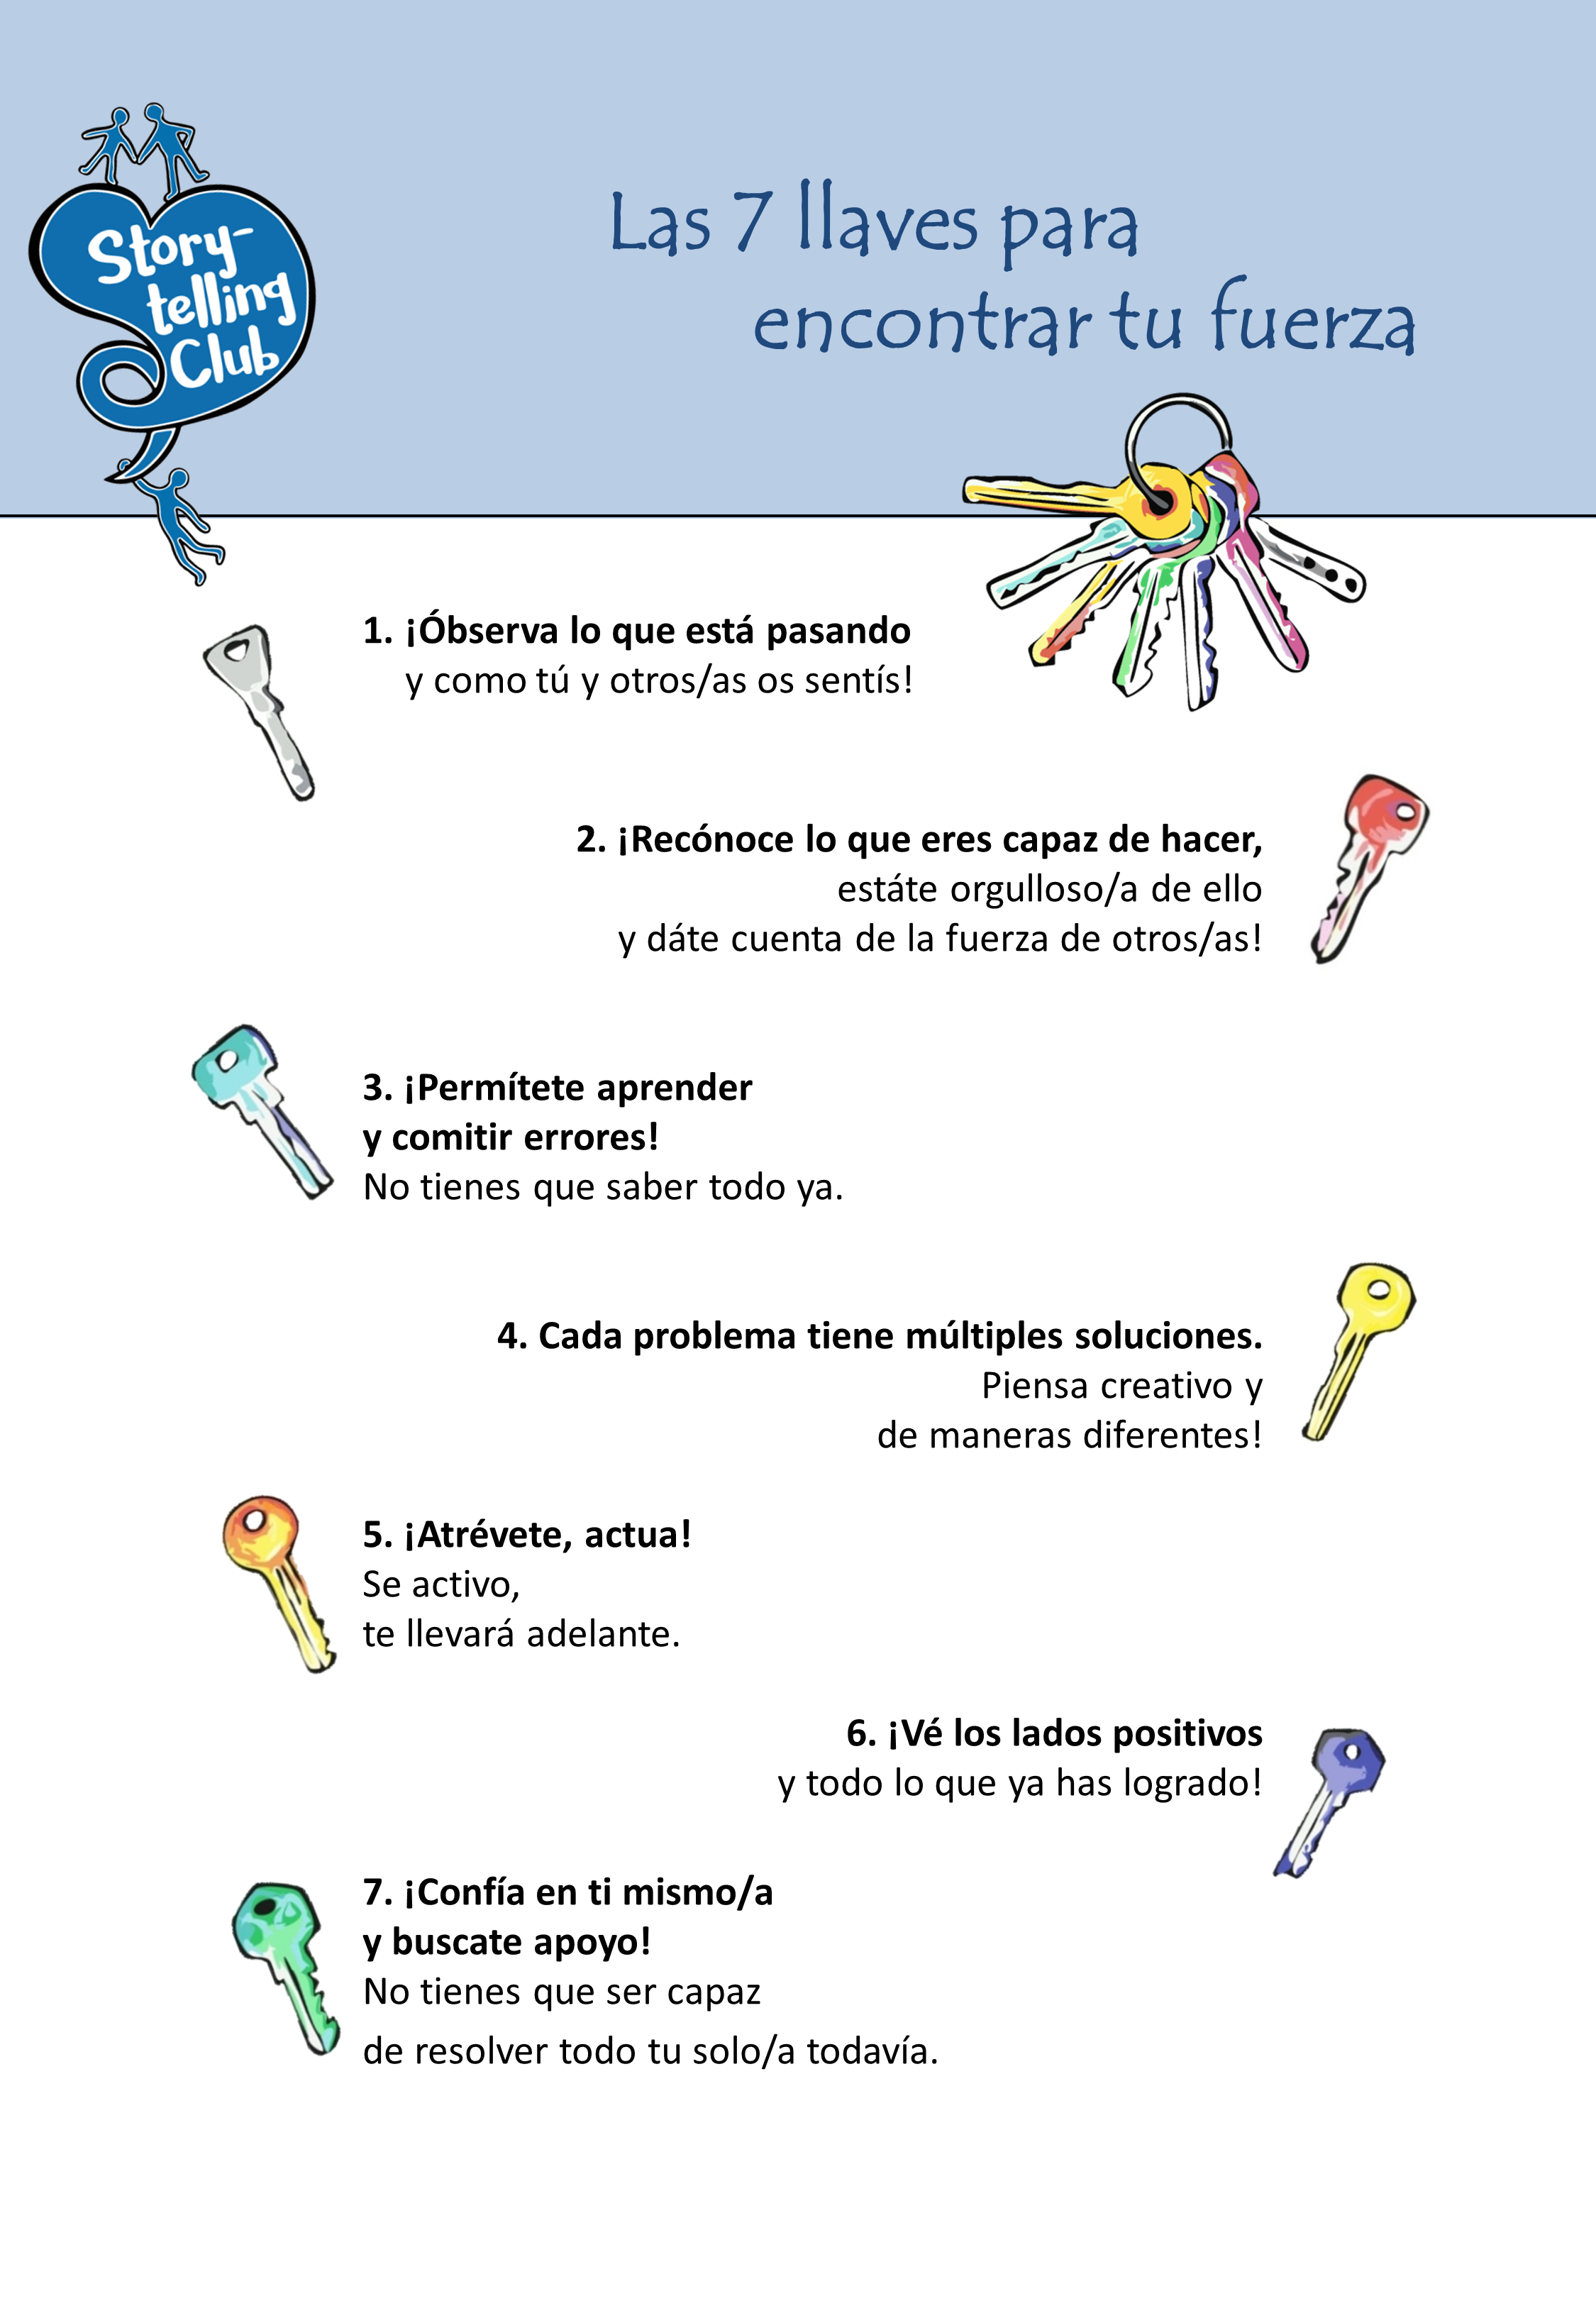 Story-
telling
Club
Las 7 llaves para
encontrar tu fuerza
1. ¡Óbserva lo que está pasando
y como tú y otros/as os sentís!
2. ¡Recónoce lo que eres capaz de hacer,
estáte orgulloso/a de ello
y dáte cuenta de la fuerza de otros/as!
3. ¡Permítete aprender
y comitir errores!
No tienes que saber todo ya.
4. Cada problema tiene múltiples soluciones.
Piensa creativo y
de maneras diferentes!
5. ¡Atrévete, actua!
Se activo,
te llevará adelante.
6. ¡Vé los lados positivos
y todo lo que ya has logrado!
7. ¡Confía en ti mismo/a
y buscate apoyo!
No tienes que ser capaz
de resolver todo tu solo/a todavía.